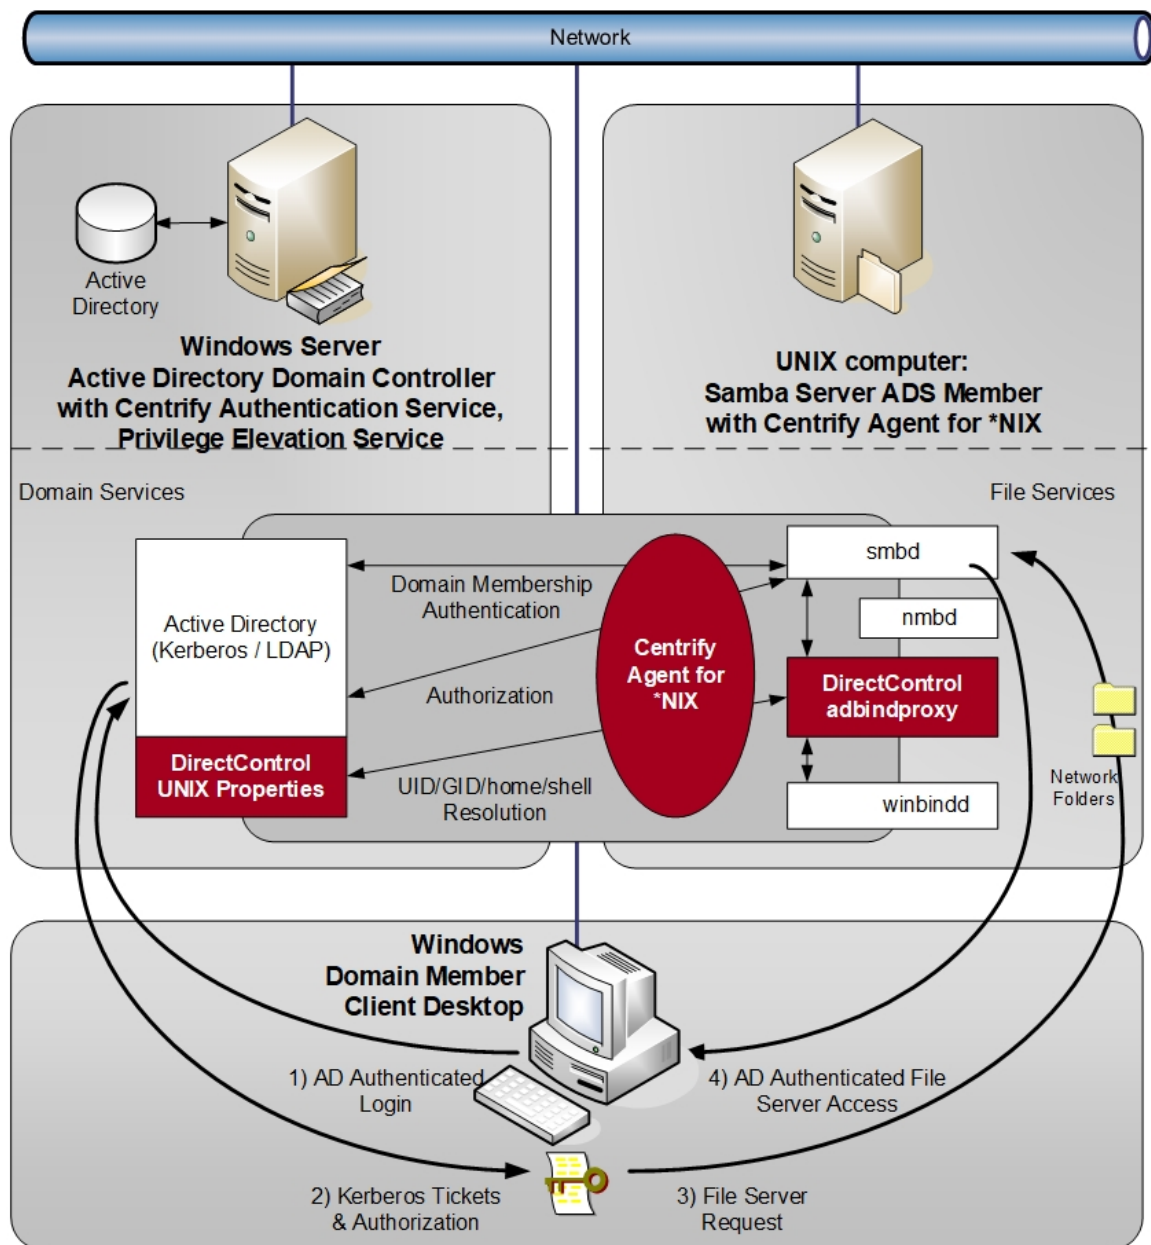 Network
Active
Directory
Windows Server
Active Directory Domain Controller
with Centrify Authentication Service,
Privilege Elevation Service
UNIX computer:
Samba Server ADS Member
with Centrify Agent for *NIX
Domain Services
File Services
Active Directory
(Kerberos / LDAP)
DirectControl
UNIX Properties
Domain Membership
Authentication
Authorization
UID/GID/home/shell
Resolution
Centrify
Agent for
*NIX
smbd
nmbd
DirectControl
adbindproxy
winbindd
Network
Folders
Windows
Domain Member
Client Desktop
1) AD Authenticated
Login
4) AD Authenticated File
Server Access
2) Kerberos Tickets
& Authorization
3) File Server
Request